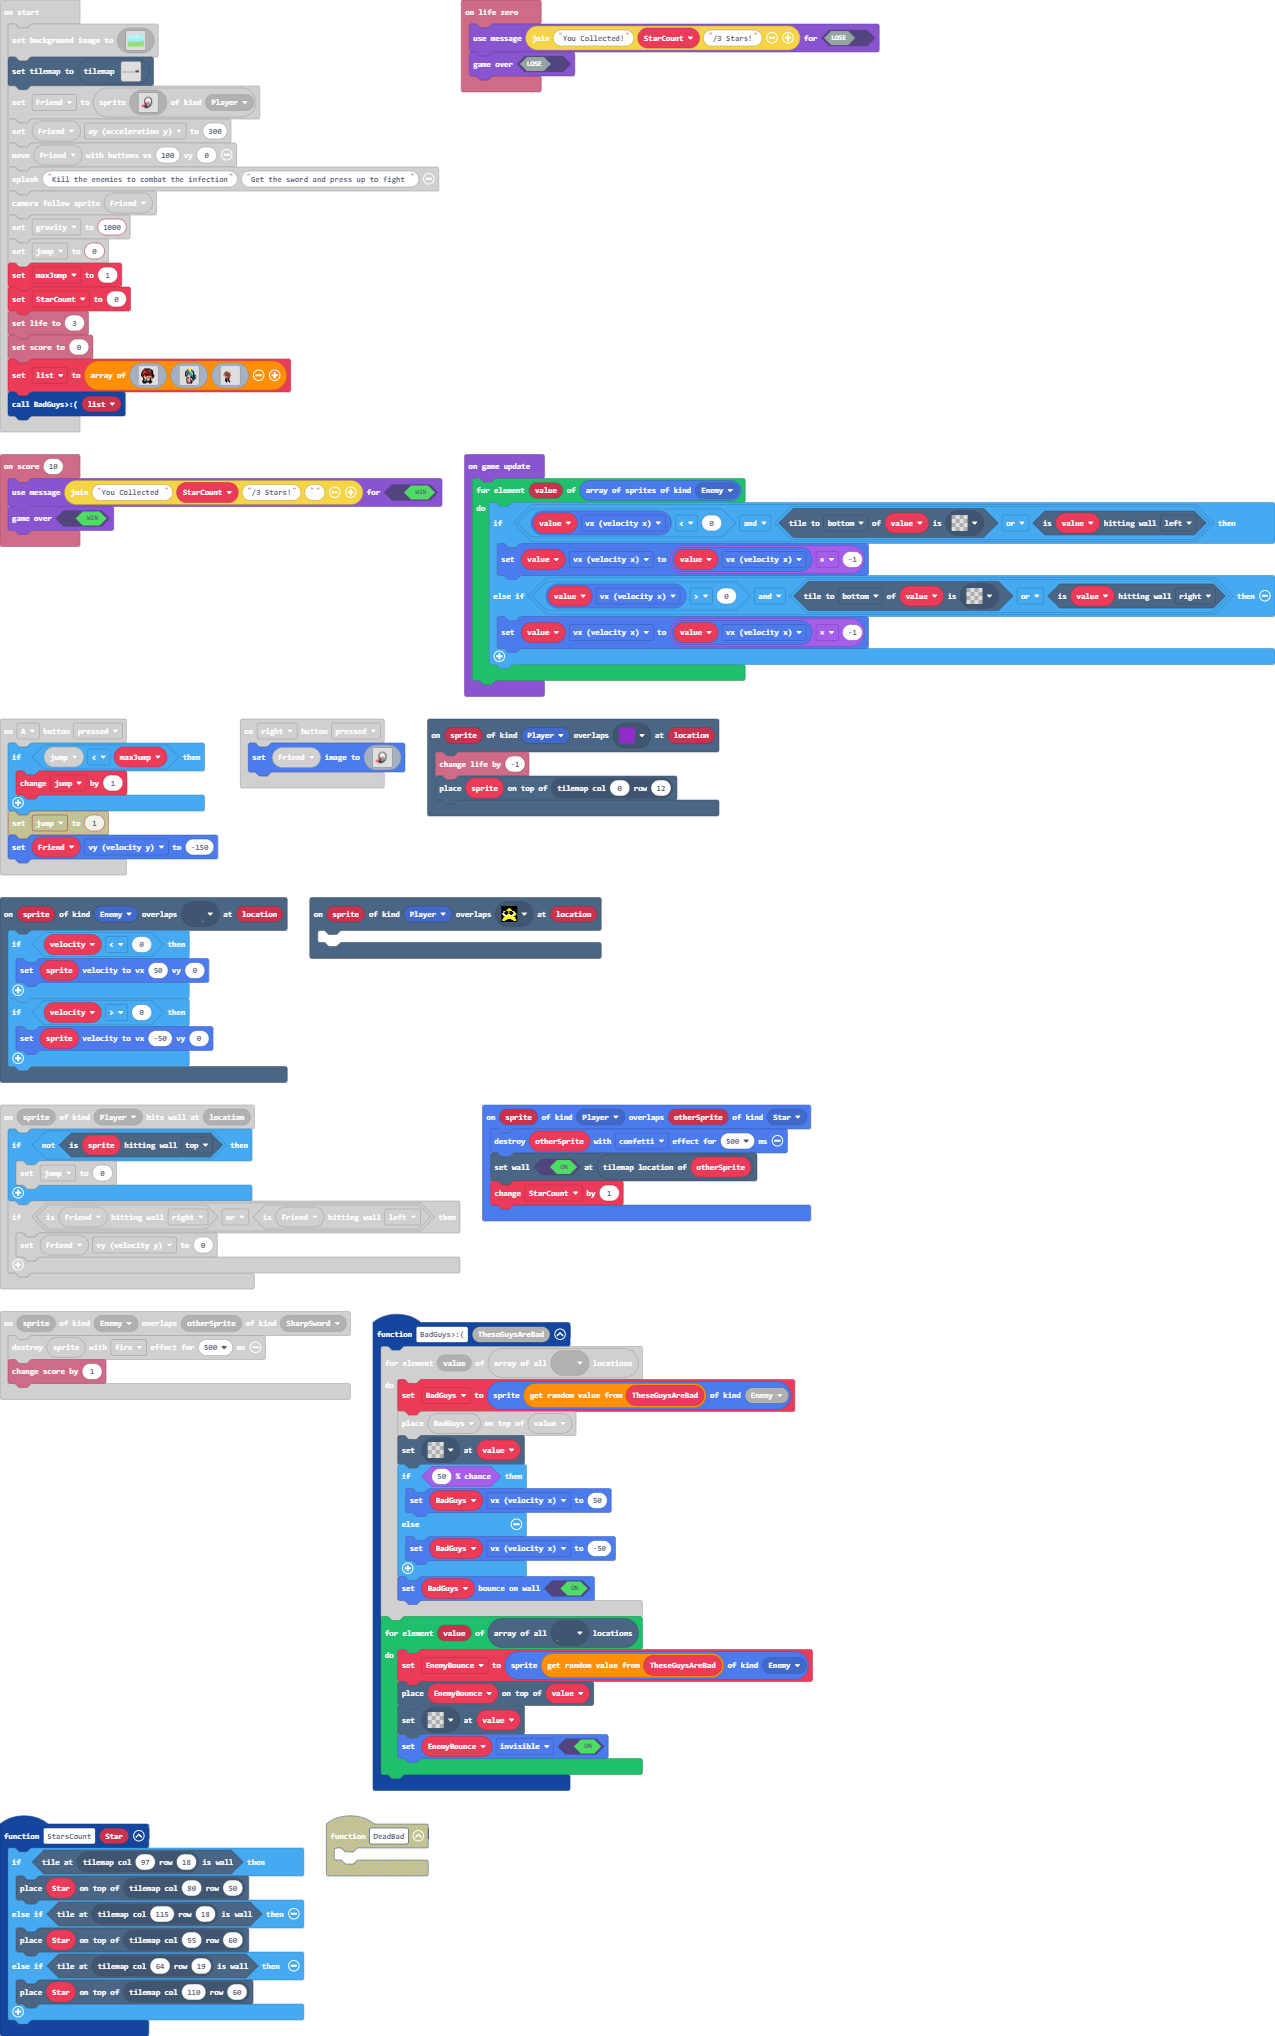 on start
set background image to
set tilemap to tilemap
set Friend to sprite of kind Player
set Friend ay (acceleration y) to 300
move Friend with buttons vx 100 vy 0
splash "Kill the enemies to combat the infection" "Get the sword and press up to fight "
camera follow sprite Friend
set gravity to 1000
set jump to 0
set maxJump to 1
set StarCount to 0
set life to 3
set score to 0
set list to array of
call BadGuys>:( list
on life zero
use message join "You Collected!" StarCount "/3 Stars!" for LOSE
game over LOSE
on score 10
use message join "You Collected " StarCount "/3 Stars!" "" for WIN
game over WIN
on game update
for element value of array of sprites of kind Enemy
do
if value vx (velocity x) < 0 and tile to bottom of value is or is value hitting wall left then
set value vx (velocity x) to value vx (velocity x) × -1
else if value vx (velocity x) > 0 and tile to bottom of value is or is value hitting wall right then
set value vx (velocity x) to value vx (velocity x) × -1
on A button pressed
if jump < maxJump then
change jump by 1
set jump to 1
set Friend vy (velocity y) to -150
on right button pressed
set Friend image to
on sprite of kind Player overlaps at location
change life by -1
place sprite on top of tilemap col 0 row 12
on sprite of kind Enemy overlaps at location
if velocity < 0 then
set sprite velocity to vx 50 vy 0
if velocity > 0 then
set sprite velocity to vx -50 vy 0
on sprite of kind Player overlaps at location
on sprite of kind Player hits wall at location
if not is sprite hitting wall top then
set jump to 0
if is Friend hitting wall right or is Friend hitting wall left then
set Friend vy (velocity y) to 0
on sprite of kind Player overlaps otherSprite of kind Star
destroy otherSprite with confetti effect for 500 ms
set wall ON at tilemap location of otherSprite
change StarCount by 1
on sprite of kind Enemy overlaps otherSprite of kind SharpSword
destroy sprite with fire effect for 500 ms
change score by 1
function BadGuys>:( TheseGuysAreBad
for element value of array of all locations
do
set BadGuys to sprite get random value from TheseGuysAreBad of kind Enemy
place BadGuys on top of value
set at value
if 50 % chance then
set BadGuys vx (velocity x) to 50
else
set BadGuys vx (velocity x) to -50
set BadGuys bounce on wall ON
for element value of array of all locations
do
set EnemyBounce to sprite get random value from TheseGuysAreBad of kind Enemy
place EnemyBounce on top of value
set at value
set EnemyBounce invisible ON
function StarsCount Star
if tile at tilemap col 97 row 18 is wall then
place Star on top of tilemap col 80 row 50
else if tile at tilemap col 115 row 18 is wall then
place Star on top of tilemap col 55 row 60
else if tile at tilemap col 64 row 19 is wall then
place Star on top of tilemap col 110 row 60
function DeadBad